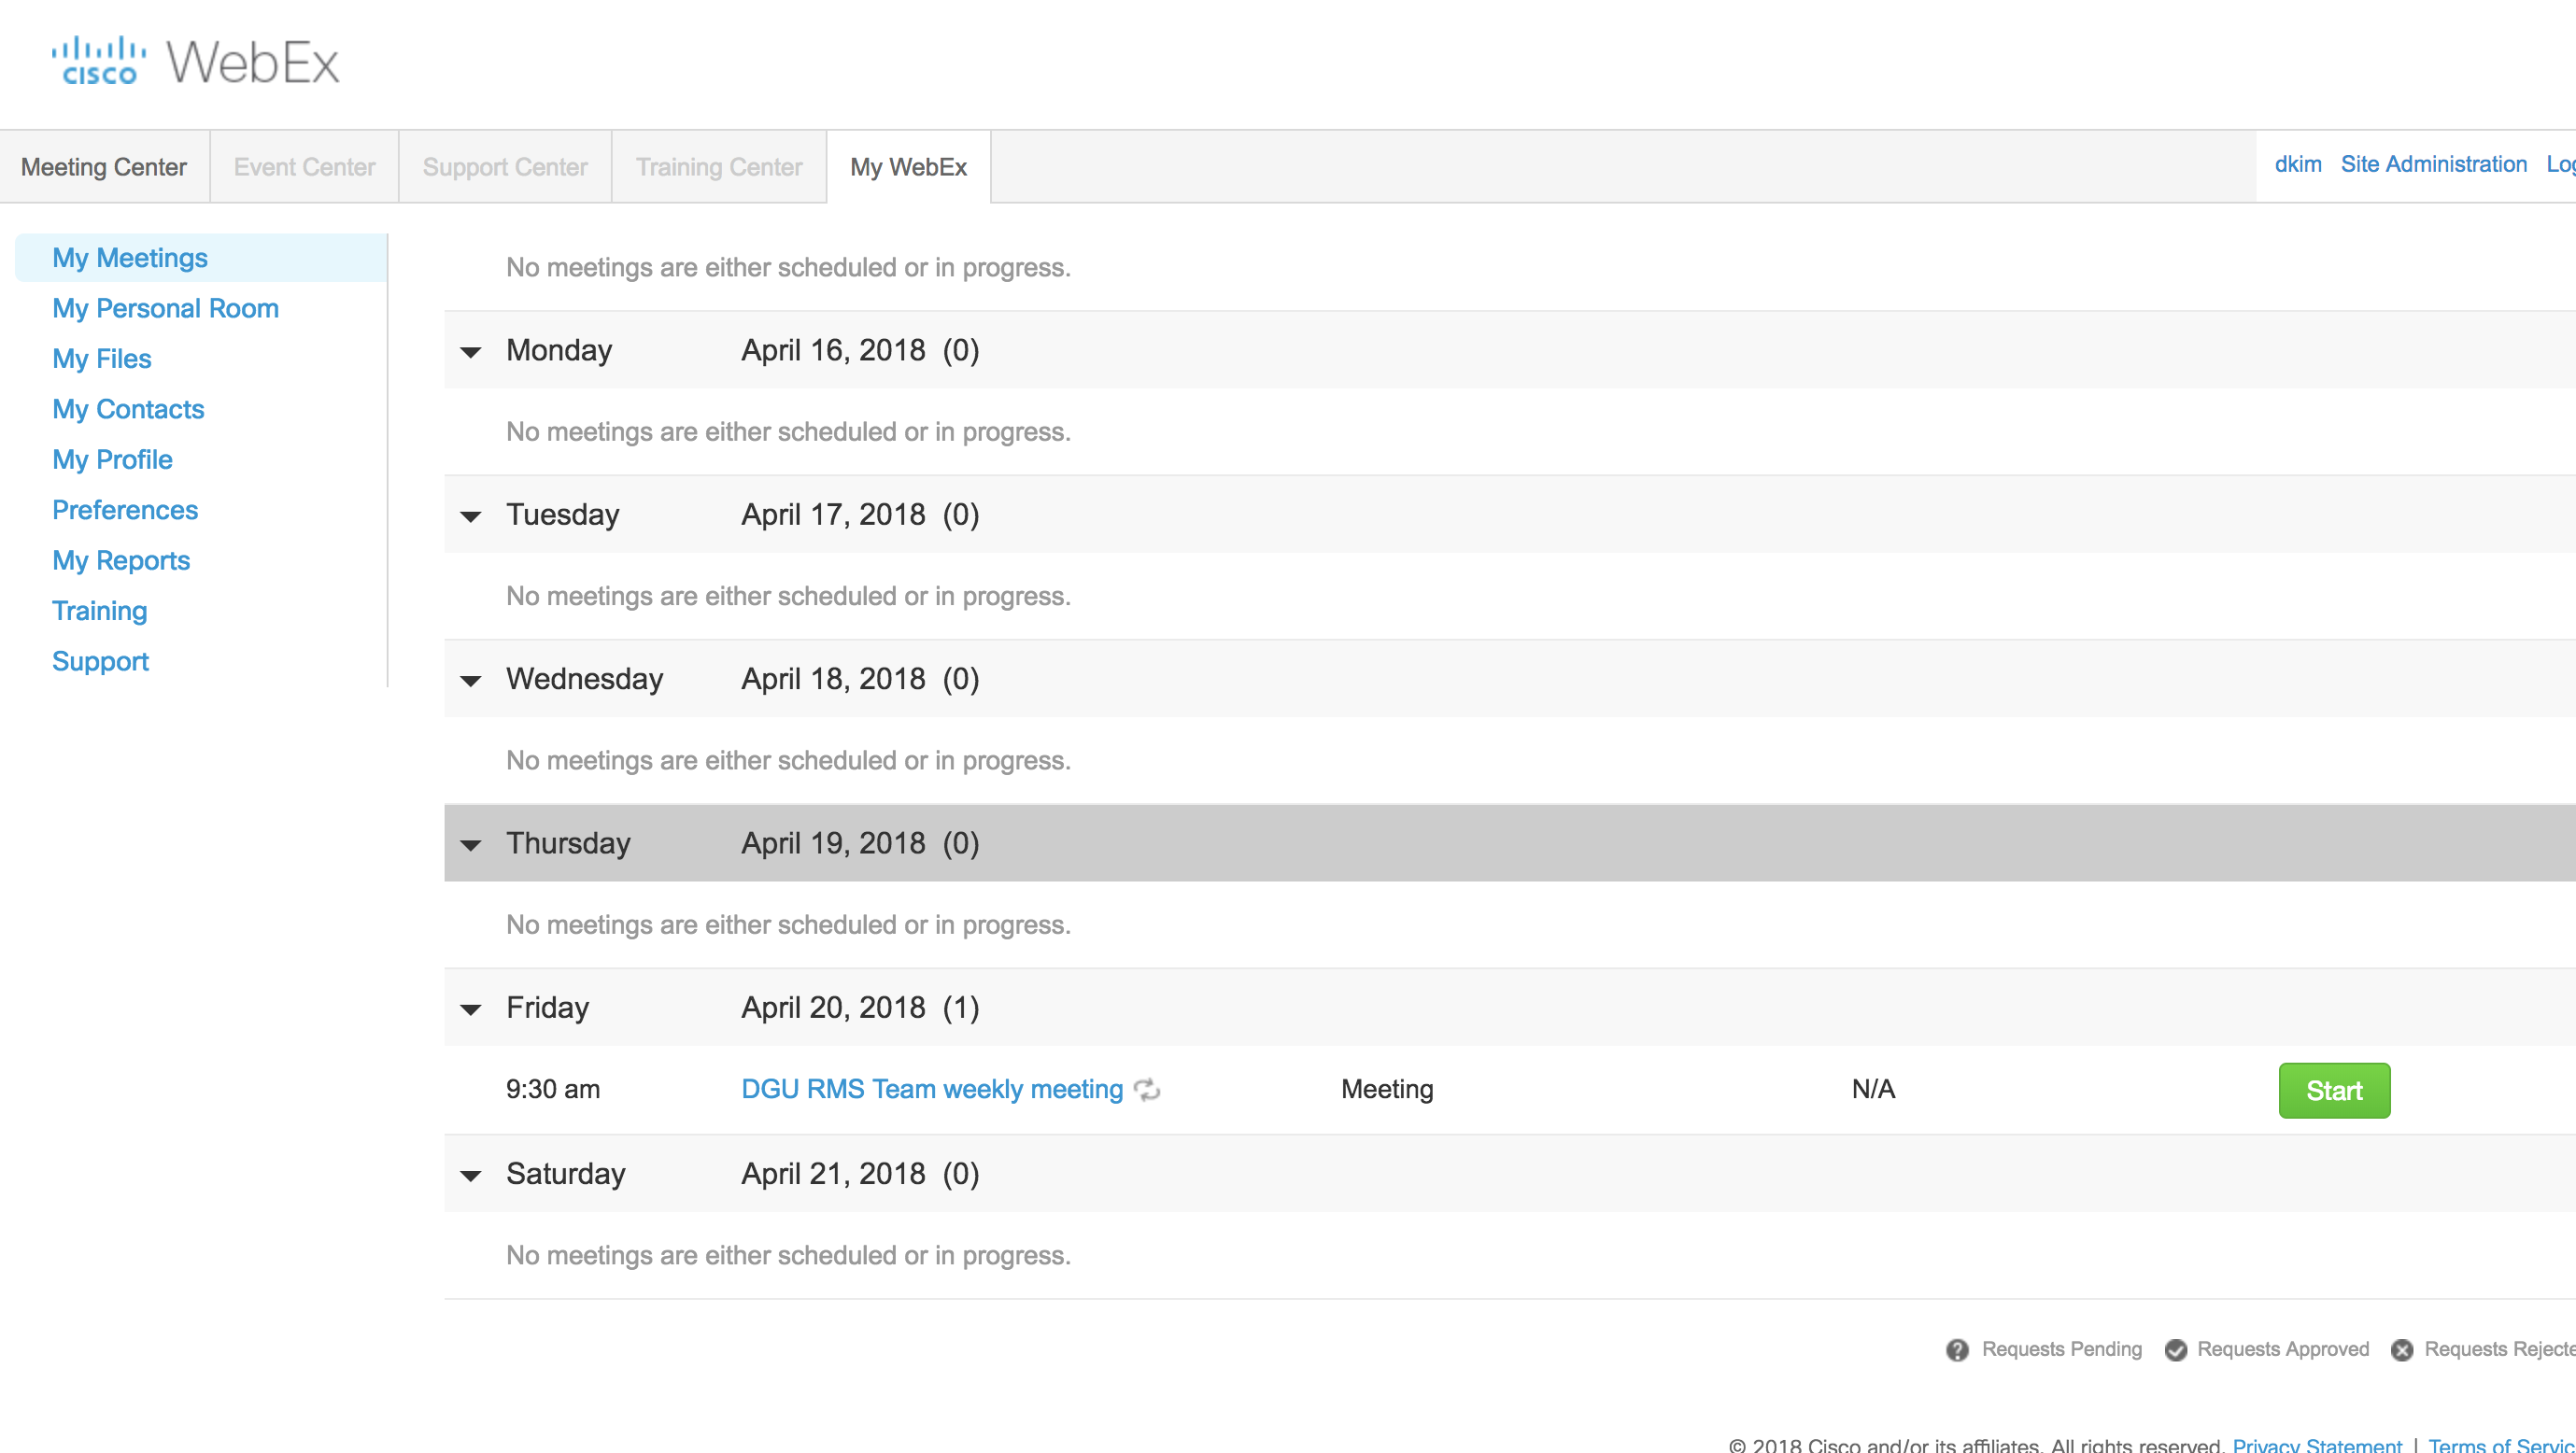 CISCO WebEx
Meeting Center Event Center Support Center Training Center My WebEx dkim Site Administration
My Meetings
My Personal Room
My Files
My Contacts
My Profile
Preferences
My Reports
Training
Support
No meetings are either scheduled or in progress.
Monday April 16, 2018 (0)
No meetings are either scheduled or in progress.
Tuesday April 17, 2018 (0)
No meetings are either scheduled or in progress.
Wednesday April 18, 2018 (0)
No meetings are either scheduled or in progress.
Thursday April 19, 2018 (0)
No meetings are either scheduled or in progress.
Friday April 20, 2018 (1)
9:30 am DGU RMS Team weekly meeting Meeting N/A Start
Saturday April 21, 2018 (0)
No meetings are either scheduled or in progress.
Requests Pending Requests Approved Requests
© 2018 Cisco and/or its affiliates. All rights reserved. Privacy Statement | Terms of